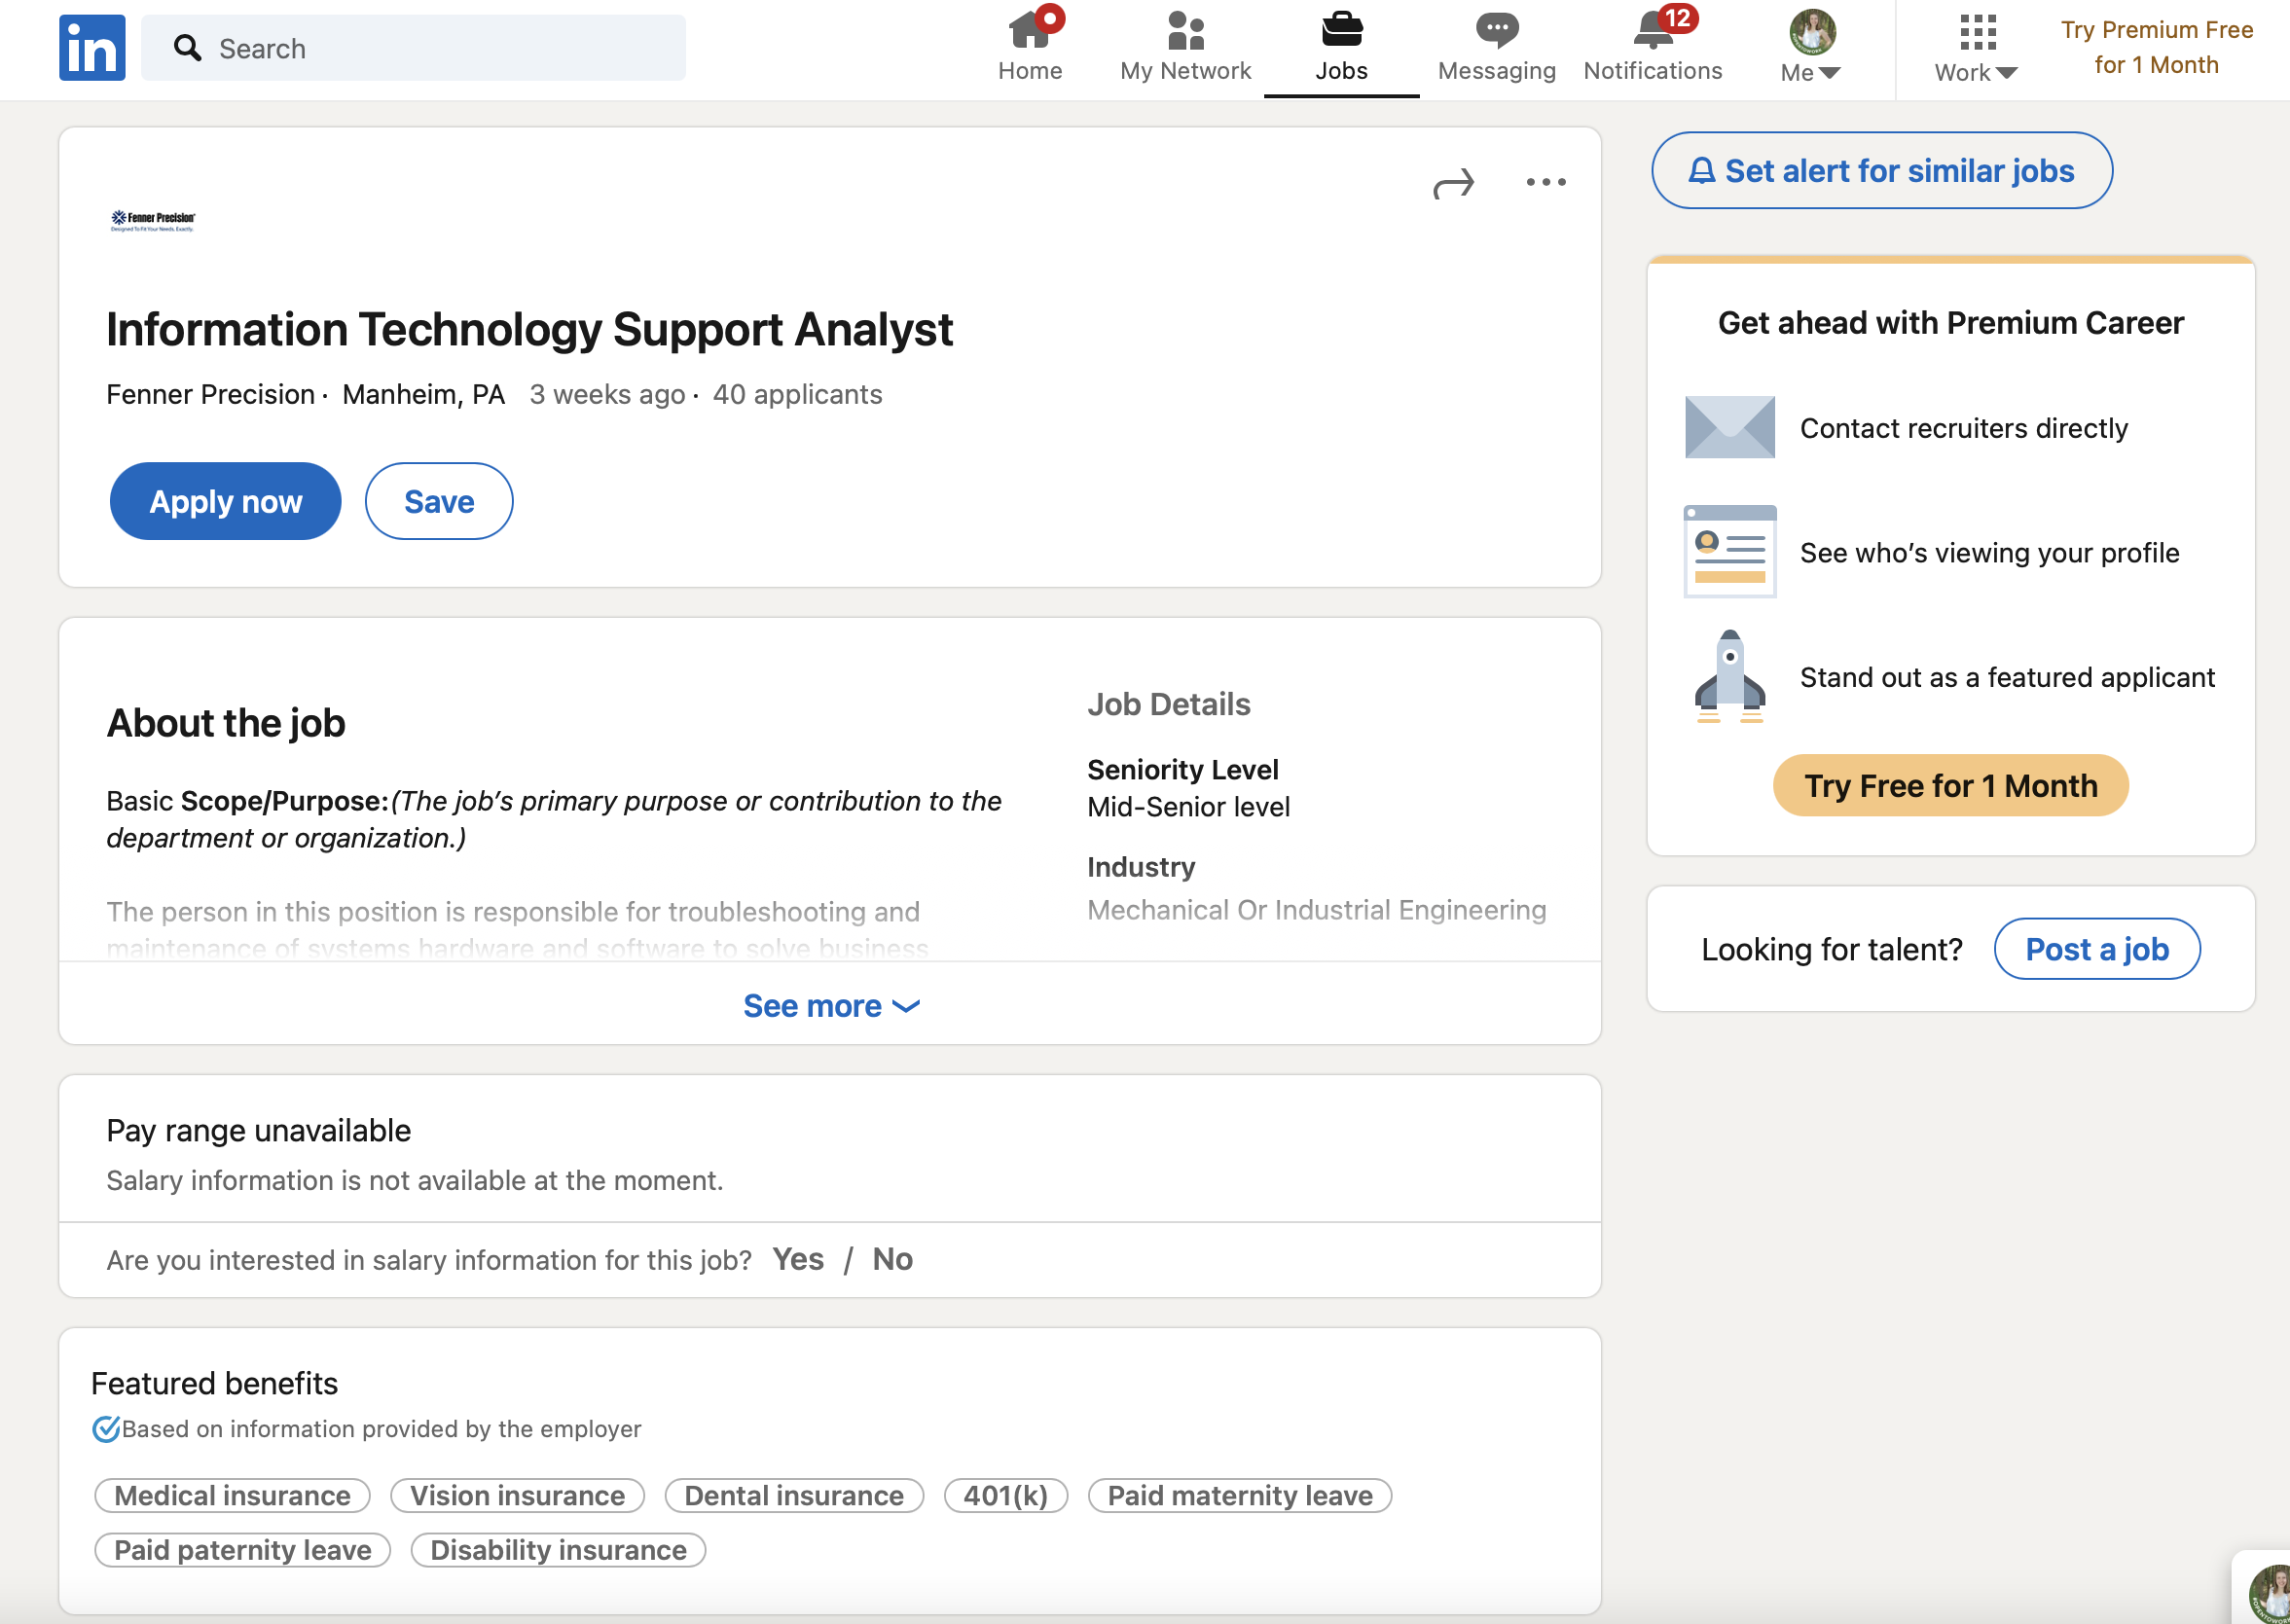 in
Search
Home
My Network
Jobs
Messaging
12
Notifications
Me
Work
Try Premium Free
for 1 Month
Fenner Precision
Designed To Fit Your Needs, Exactly.
Information Technology Support Analyst
Fenner Precision · Manheim, PA 3 weeks ago · 40 applicants
Apply now
Save
About the job
Basic Scope/Purpose:(The job's primary purpose or contribution to the
department or organization.)
The person in this position is responsible for troubleshooting and
maintenance of systems hardware and software to solve business
Job Details
Seniority Level
Mid-Senior level
Industry
Mechanical Or Industrial Engineering
See more
Pay range unavailable
Salary information is not available at the moment.
Are you interested in salary information for this job? Yes / No
Featured benefits
Based on information provided by the employer
Medical insurance
Vision insurance
Dental insurance
401(k)
Paid maternity leave
Paid paternity leave
Disability insurance
Set alert for similar jobs
Get ahead with Premium Career
Contact recruiters directly
See who’s viewing your profile
Stand out as a featured applicant
Try Free for 1 Month
Looking for talent?
Post a job